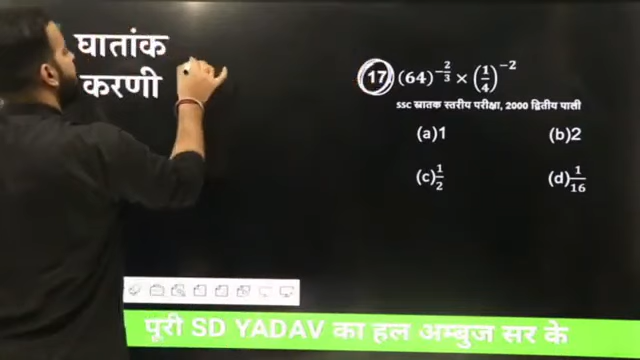 घातांक
करणी
17 (64)^{-2/3} × (1/4)^{-2}
SSC स्नातक स्तरीय परीक्षा, 2000 द्वितीय पाली
(a)1 (b)2
(c)1/2 (d)1/16
पूरी SD YADAV का हल अम्बुज सर के